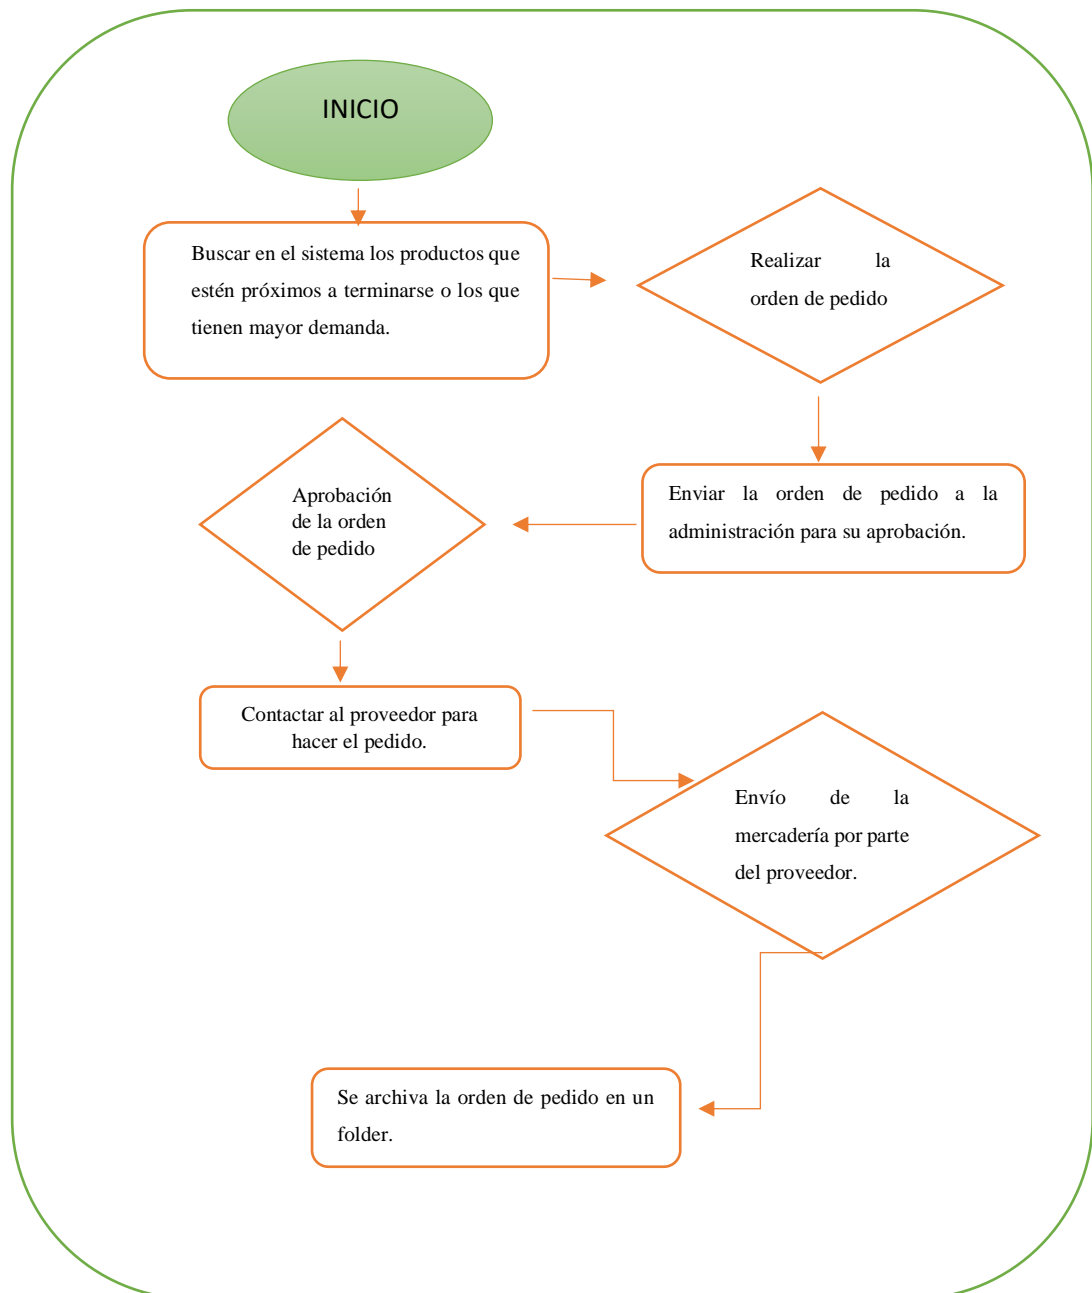 INICIO
Buscar en el sistema los productos que
estén próximos a terminarse o los que
tienen mayor demanda.
Realizar la
orden de pedido
Enviar la orden de pedido a la
administración para su aprobación.
Aprobación
de la orden
de pedido
Contactar al proveedor para
hacer el pedido.
Envío de la
mercadería por parte
del proveedor.
Se archiva la orden de pedido en un
folder.